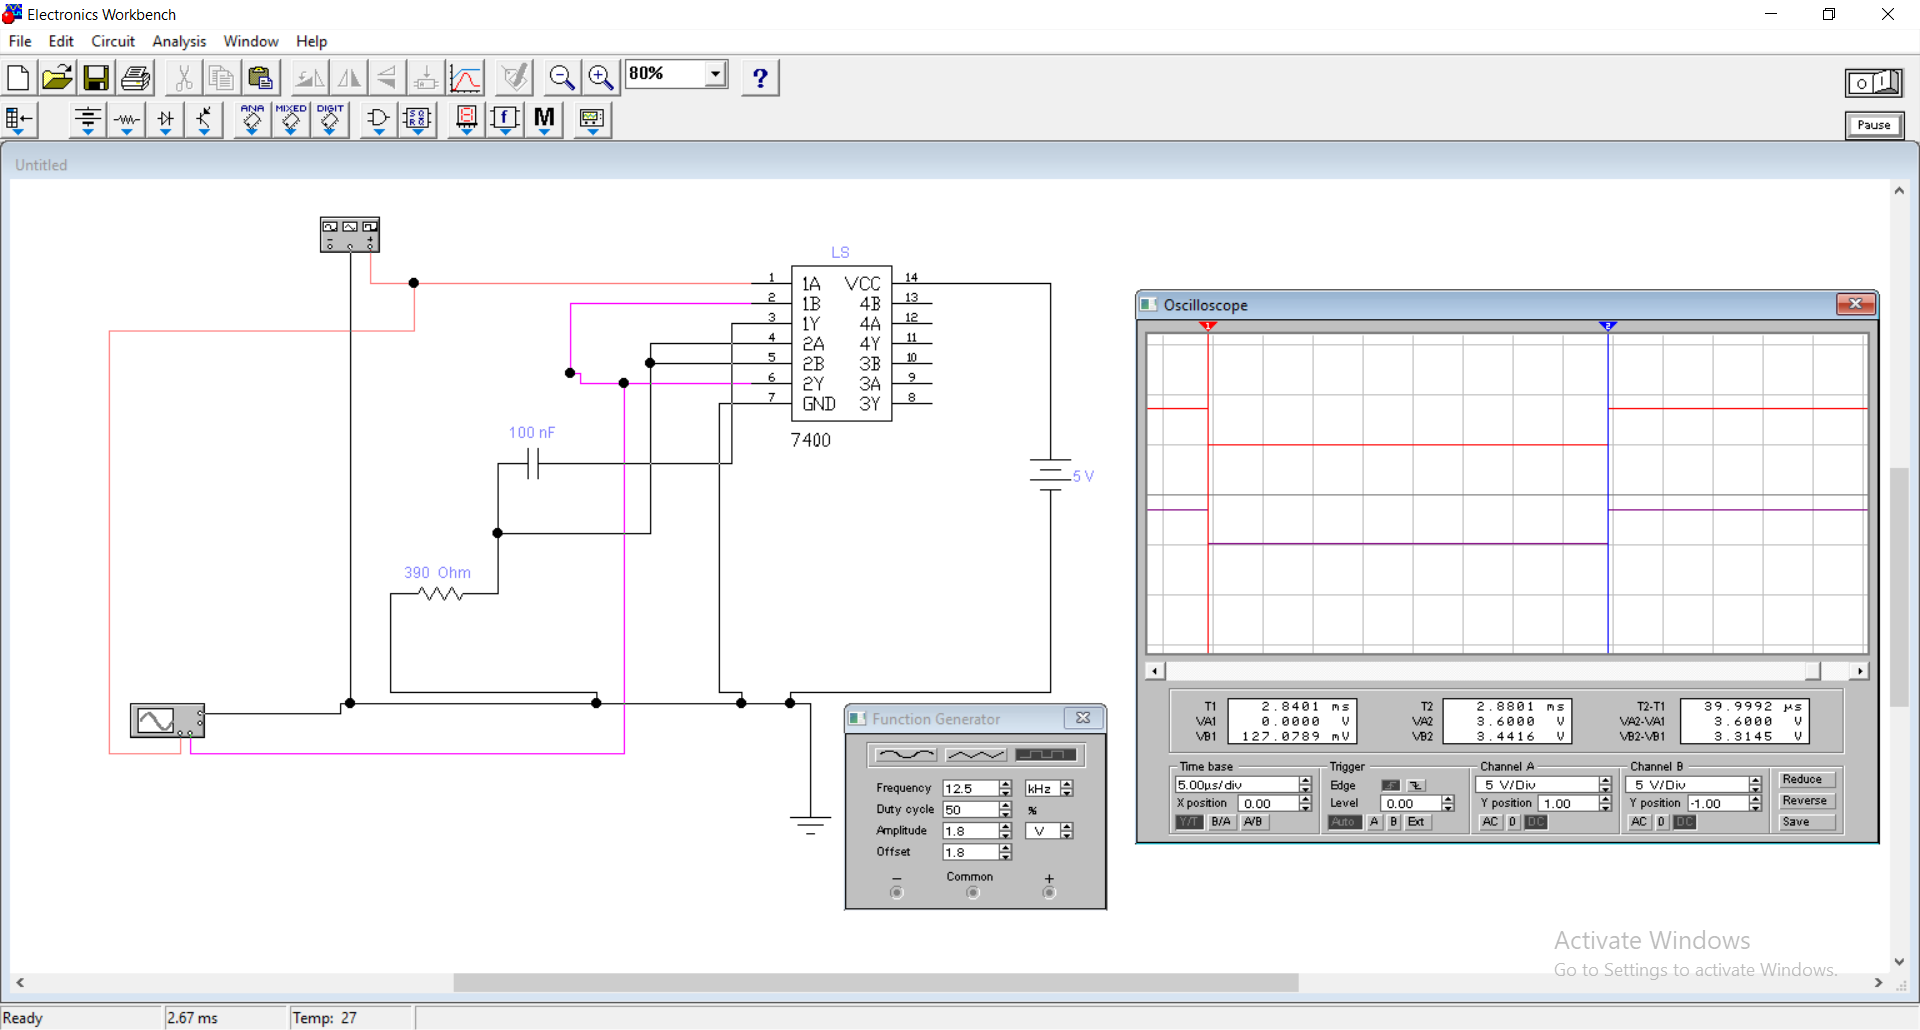 Electronics Workbench
File Edit Circuit Analysis Window Help
80%
?
ANA MIXED DIGIT
f M
Pause
Untitled
LS
1 1A VCC 14
2 1B 4B 13
3 1Y 4A 12
4 2A 4Y 11
5 2B 3B 10
6 2Y 3A 9
7 GND 3Y 8
7400
100 nF
390 Ohm
5 V
Oscilloscope
1 2
T1 2.8401 ms T2 2.8801 ms T2-T1 39.9992 µs
VA1 0.0000 V VA2 3.6000 V VA2-VA1 3.6000 V
VB1 127.0789 mV VB2 3.4416 V VB2-VB1 3.3145 V
Time base Trigger Channel A Channel B
5.00µs/div Edge 5 V/Div 5 V/Div Reduce
X position 0.00 Level 0.00 Y position 1.00 Y position -1.00 Reverse
Y/T B/A A/B Auto A B Ext AC 0 DC AC 0 DC Save
Function Generator
Frequency 12.5 kHz
Duty cycle 50 %
Amplitude 1.8 V
Offset 1.8
− Common +
Activate Windows
Go to Settings to activate Windows.
Ready 2.67 ms Temp: 27